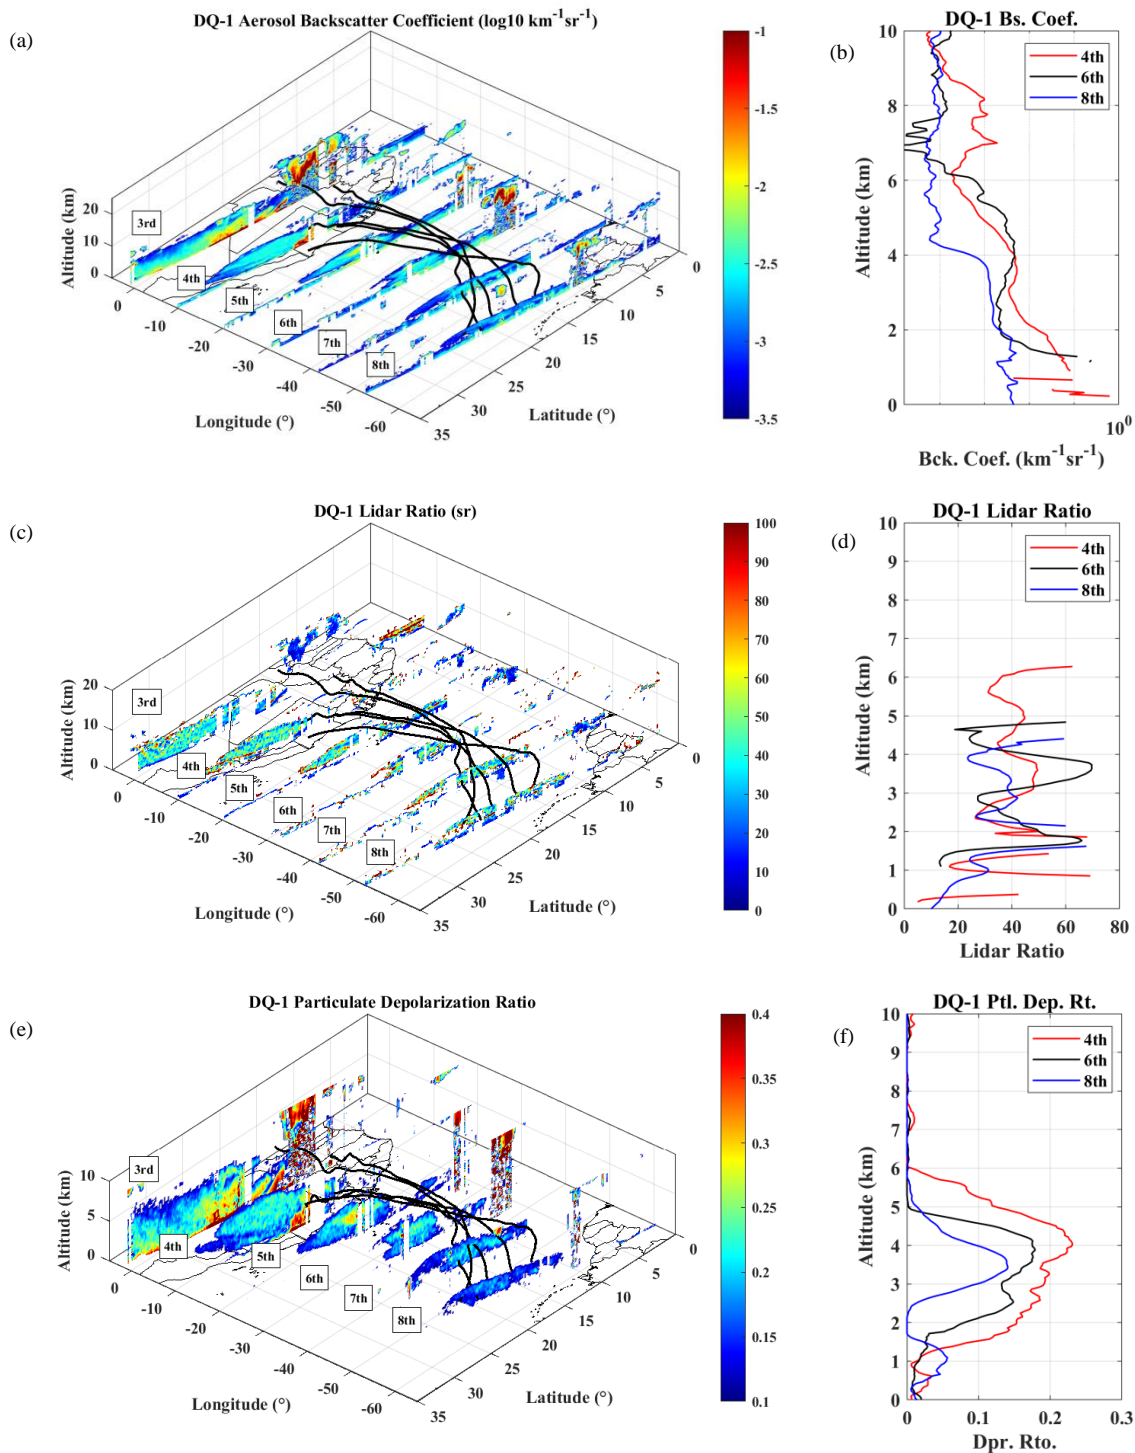 (a)
DQ-1 Aerosol Backscatter Coefficient (log10 km⁻¹sr⁻¹)
Altitude (km)
20
10
0
3rd
4th
5th
6th
7th
8th
0
-10
-20
-30
-40
-50
-60
Longitude (°)
35
30
25
20
15
10
5
0
Latitude (°)
-1
-1.5
-2
-2.5
-3
-3.5
(b)
DQ-1 Bs. Coef.
4th
6th
8th
Altitude (km)
10
8
6
4
2
0
10⁰
Bck. Coef. (km⁻¹sr⁻¹)
(c)
DQ-1 Lidar Ratio (sr)
Altitude (km)
20
10
0
3rd
4th
5th
6th
7th
8th
0
-10
-20
-30
-40
-50
-60
Longitude (°)
35
30
25
20
15
10
5
0
Latitude (°)
100
90
80
70
60
50
40
30
20
10
0
(d)
DQ-1 Lidar Ratio
4th
6th
8th
Altitude (km)
10
9
8
7
6
5
4
3
2
1
0
0 20 40 60 80
Lidar Ratio
(e)
DQ-1 Particulate Depolarization Ratio
Altitude (km)
10
5
0
3rd
4th
5th
6th
7th
8th
0
-10
-20
-30
-40
-50
-60
Longitude (°)
35
30
25
20
15
10
5
0
Latitude (°)
0.4
0.35
0.3
0.25
0.2
0.15
0.1
(f)
DQ-1 Ptl. Dep. Rt.
4th
6th
8th
Altitude (km)
10
9
8
7
6
5
4
3
2
1
0
0 0.1 0.2 0.3
Dpr. Rto.